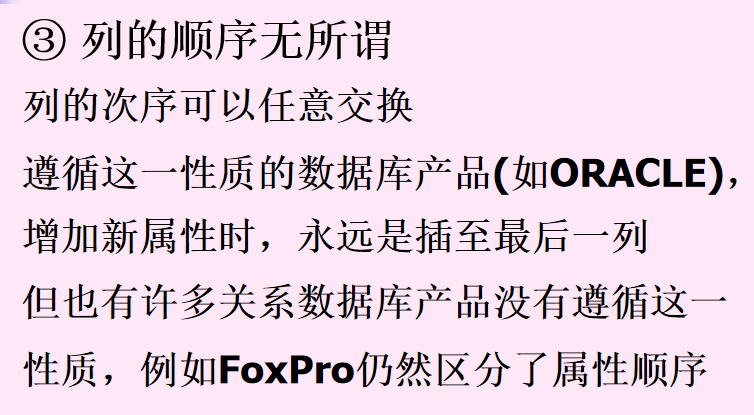 ③ 列的顺序无所谓
列的次序可以任意交换
遵循这一性质的数据库产品(如ORACLE)，
增加新属性时，永远是插至最后一列
但也有许多关系数据库产品没有遵循这一
性质，例如FoxPro仍然区分了属性顺序